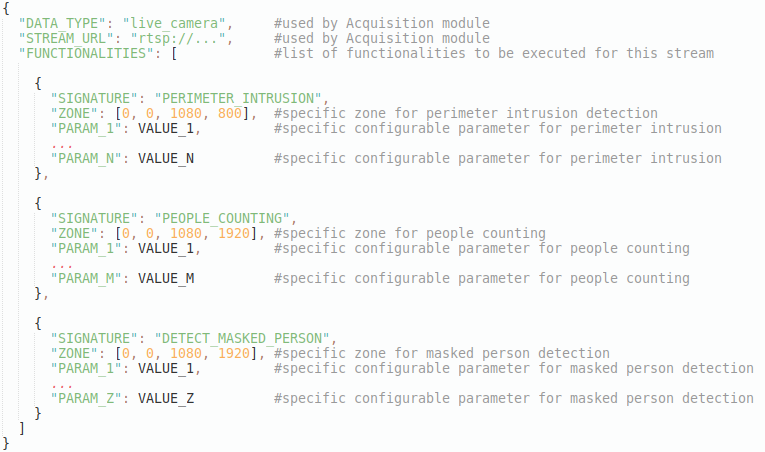 {
  "DATA_TYPE": "live_camera",     #used by Acquisition module
  "STREAM_URL": "rtsp://...",     #used by Acquisition module
  "FUNCTIONALITIES": [            #list of functionalities to be executed for this stream
    {
      "SIGNATURE": "PERIMETER_INTRUSION",
      "ZONE": [0, 0, 1080, 800],  #specific zone for perimeter intrusion detection
      "PARAM_1": VALUE_1,         #specific configurable parameter for perimeter intrusion
      ...
      "PARAM_N": VALUE_N          #specific configurable parameter for perimeter intrusion
    },
    {
      "SIGNATURE": "PEOPLE_COUNTING",
      "ZONE": [0, 0, 1080, 1920], #specific zone for people counting
      "PARAM_1": VALUE_1,         #specific configurable parameter for people counting
      ...
      "PARAM_M": VALUE_M          #specific configurable parameter for people counting
    },
    {
      "SIGNATURE": "DETECT_MASKED_PERSON",
      "ZONE": [0, 0, 1080, 1920], #specific zone for masked person detection
      "PARAM_1": VALUE_1,         #specific configurable parameter for masked person detection
      ...
      "PARAM_Z": VALUE_Z          #specific configurable parameter for masked person detection
    }
  ]
}